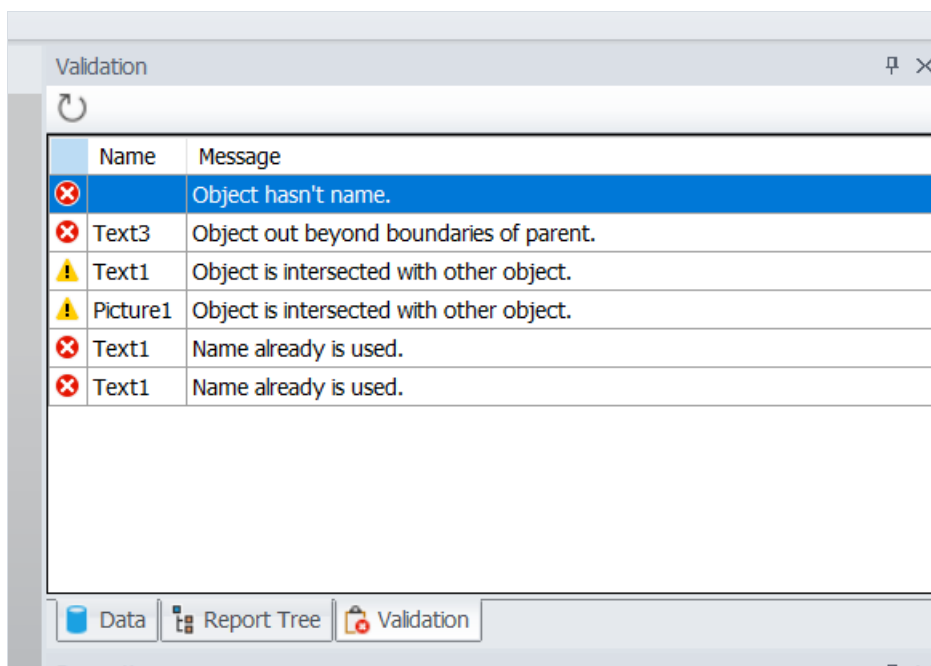 Validation
Name Message
Object hasn't name.
Text3 Object out beyond boundaries of parent.
Text1 Object is intersected with other object.
Picture1 Object is intersected with other object.
Text1 Name already is used.
Text1 Name already is used.
Data Report Tree Validation